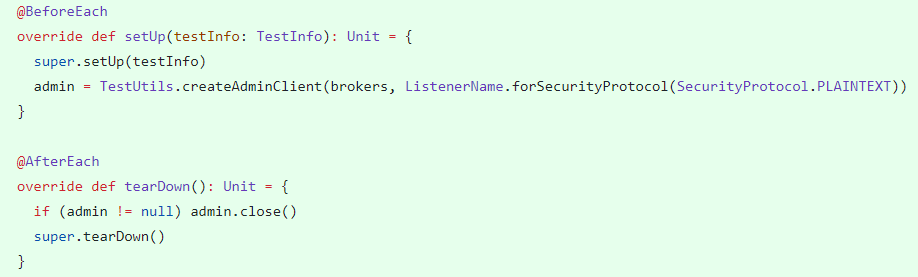 @BeforeEach
override def setUp(testInfo: TestInfo): Unit = {
  super.setUp(testInfo)
  admin = TestUtils.createAdminClient(brokers, ListenerName.forSecurityProtocol(SecurityProtocol.PLAINTEXT))
}

@AfterEach
override def tearDown(): Unit = {
  if (admin != null) admin.close()
  super.tearDown()
}